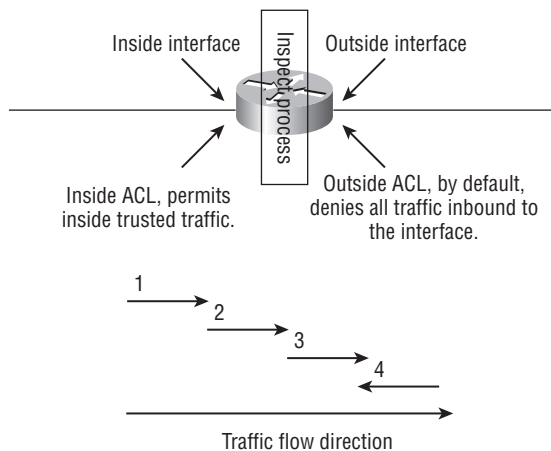 Inside interface
Outside interface
Inspect process
Inside ACL, permits
inside trusted traffic.
Outside ACL, by default,
denies all traffic inbound to
the interface.
1
2
3
4
Traffic flow direction